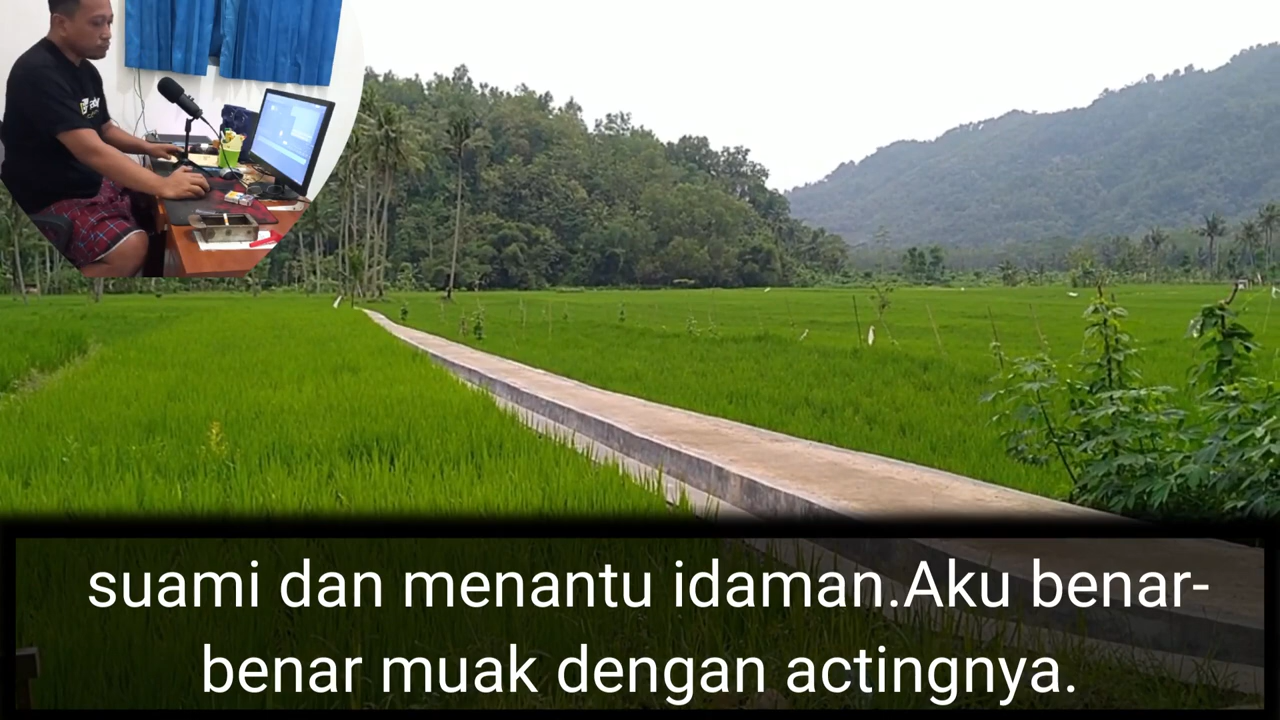 suami dan menantu idaman.Aku benar-
benar muak dengan actingnya.